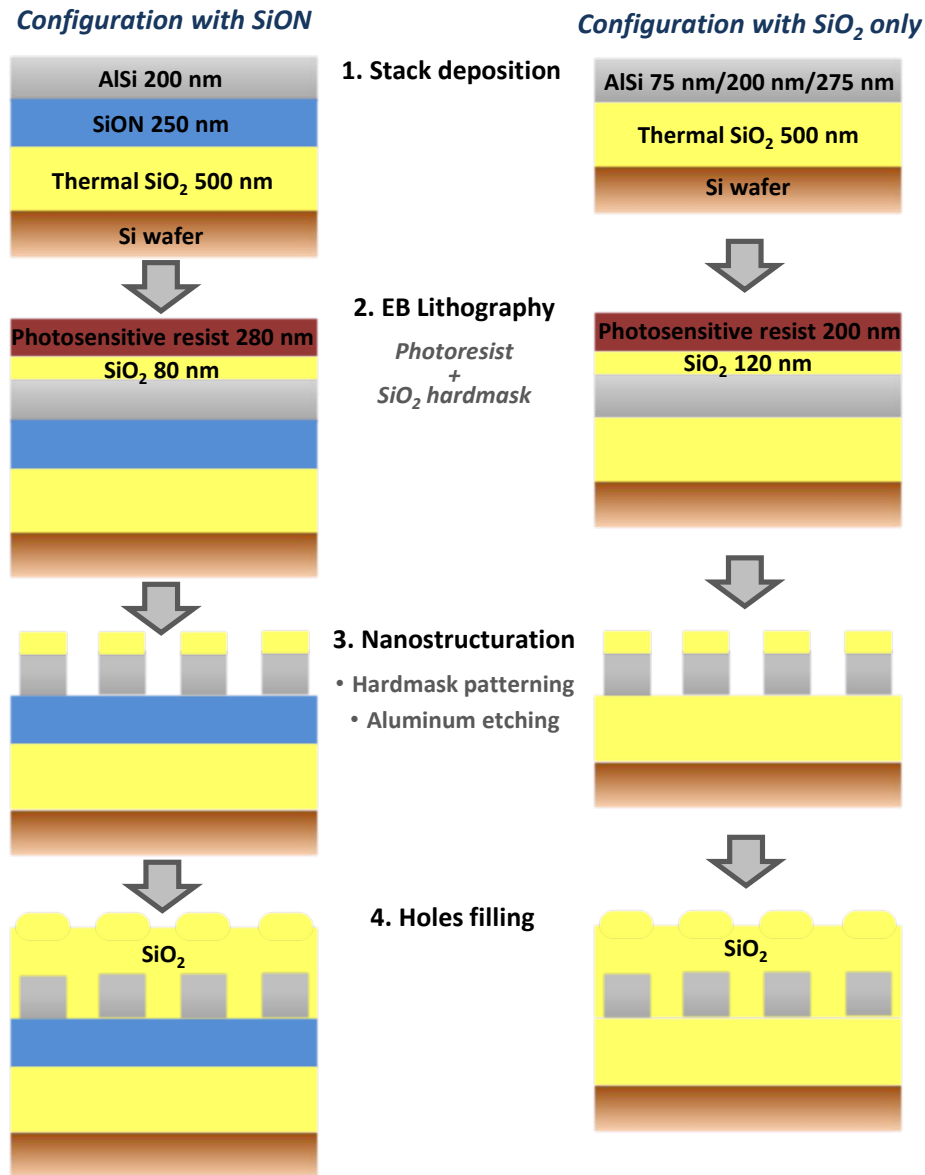 Configuration with SiON
Configuration with SiO₂ only
1. Stack deposition
AlSi 200 nm
SiON 250 nm
Thermal SiO₂ 500 nm
Si wafer
AlSi 75 nm/200 nm/275 nm
Thermal SiO₂ 500 nm
Si wafer
2. EB Lithography
Photoresist
+
SiO₂ hardmask
Photosensitive resist 280 nm
SiO₂ 80 nm
Photosensitive resist 200 nm
SiO₂ 120 nm
3. Nanostructuration
• Hardmask patterning
• Aluminum etching
4. Holes filling
SiO₂
SiO₂